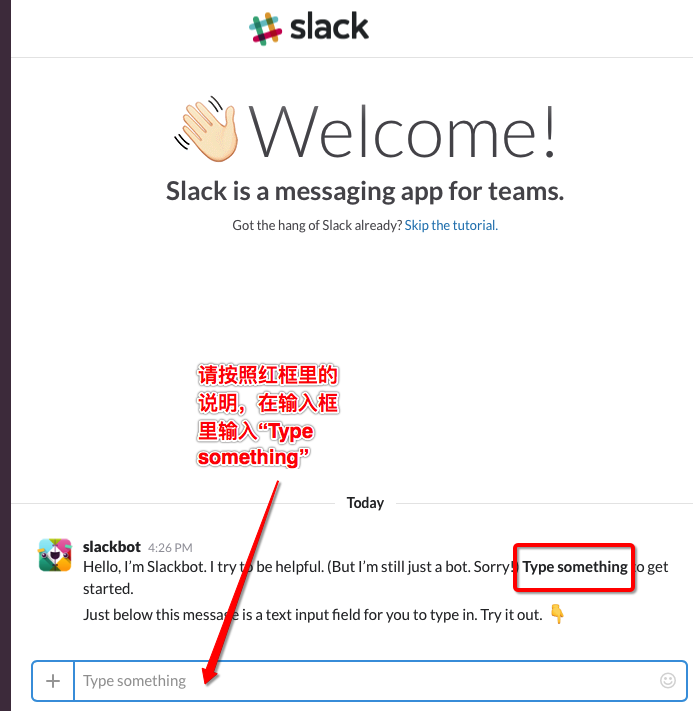 slack
Welcome!
Slack is a messaging app for teams.
Got the hang of Slack already? Skip the tutorial.
请按照红框里的
说明，在输入框
里输入“Type
something”
Today
slackbot 4:26 PM
Hello, I'm Slackbot. I try to be helpful. (But I'm still just a bot. Sorry!) Type something to get
started.
Just below this message is a text input field for you to type in. Try it out.
Type something